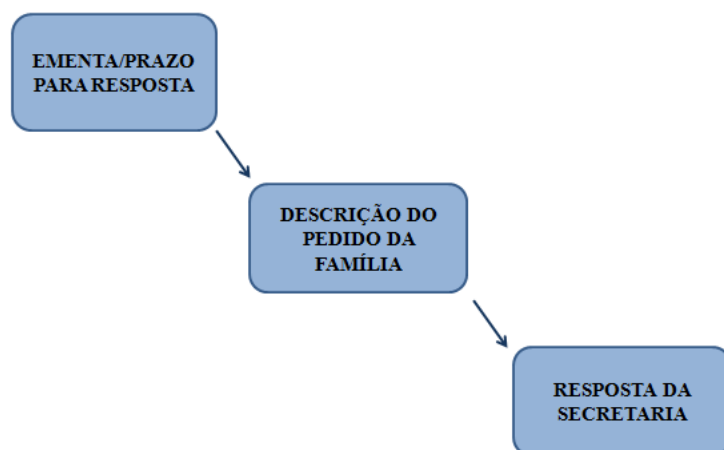 EMENTA/PRAZO
PARA RESPOSTA
DESCRIÇÃO DO
PEDIDO DA
FAMÍLIA
RESPOSTA DA
SECRETARIA